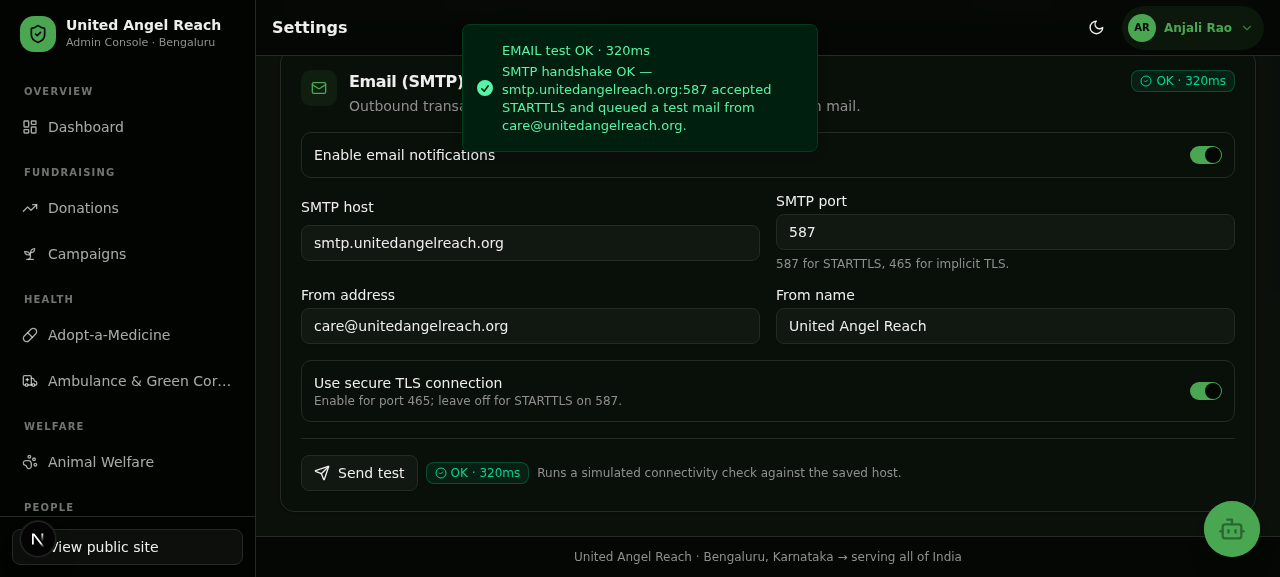 United Angel Reach
Admin Console · Bengaluru
OVERVIEW
Dashboard
FUNDRAISING
Donations
Campaigns
HEALTH
Adopt-a-Medicine
Ambulance & Green Cor...
WELFARE
Animal Welfare
PEOPLE
View public site
N
Settings
AR
Anjali Rao
EMAIL test OK · 320ms
SMTP handshake OK —
smtp.unitedangelreach.org:587 accepted
STARTTLS and queued a test mail from
care@unitedangelreach.org.
Email (SMTP)
OK · 320ms
Outbound mail.
Enable email notifications
SMTP host
smtp.unitedangelreach.org
SMTP port
587
587 for STARTTLS, 465 for implicit TLS.
From address
care@unitedangelreach.org
From name
United Angel Reach
Use secure TLS connection
Enable for port 465; leave off for STARTTLS on 587.
Send test
OK · 320ms
Runs a simulated connectivity check against the saved host.
United Angel Reach · Bengaluru, Karnataka → serving all of India